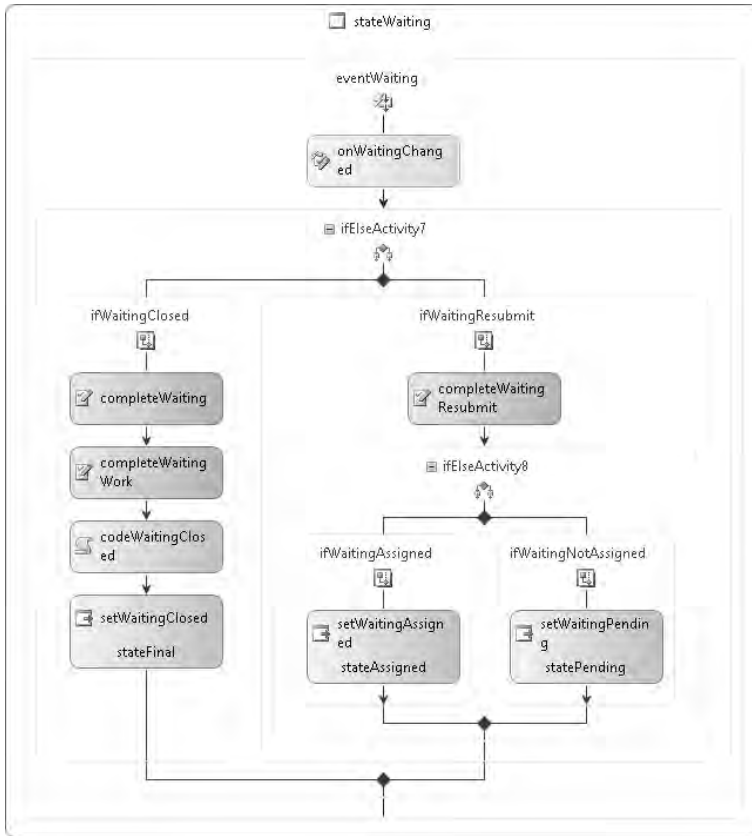 stateWaiting
eventWaiting
onWaitingChang
ed
ifElseActivity7
ifWaitingClosed
ifWaitingResubmit
completeWaiting
completeWaiting
Resubmit
completeWaiting
Work
ifElseActivity8
codeWaitingClos
ed
ifWaitingAssigned
ifWaitingNotAssigned
setWaitingClosed
stateFinal
setWaitingAssign
ed
stateAssigned
setWaitingPendin
g
statePending